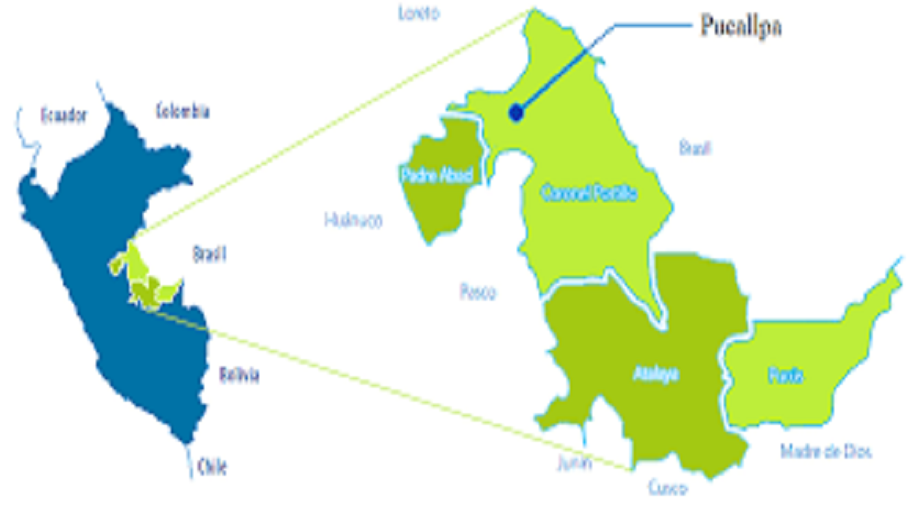 Loreto
Pucallpa
Ecuador
Colombia
Brasil
Padre Abad
Coronel Portillo
Huánuco
Brasil
Pasco
Bolivia
Atalaya
Madre de Dios
Junín
Chile
Cusco